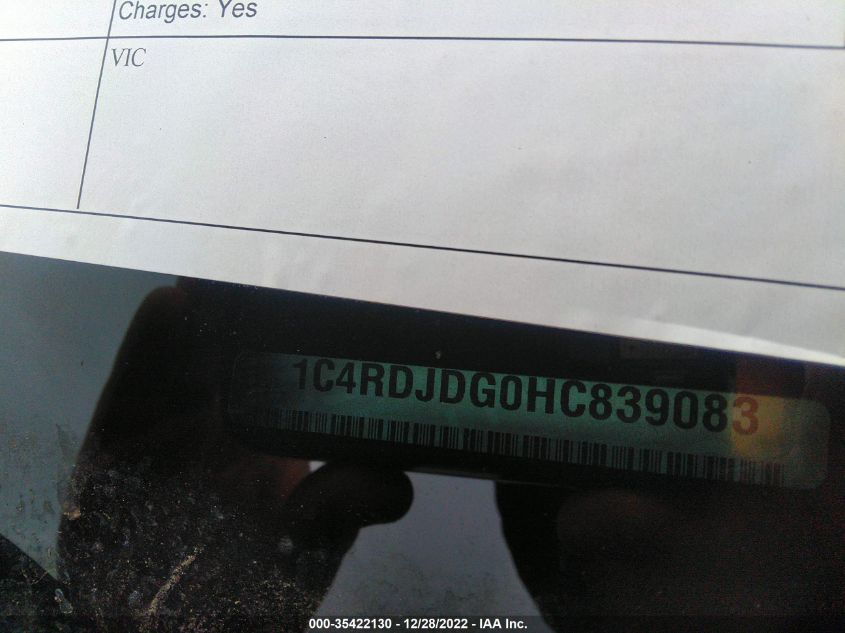 Charges: Yes
VIC
1C4RDJDG0HC839083
000-35422130 - 12/28/2022 - IAA Inc.